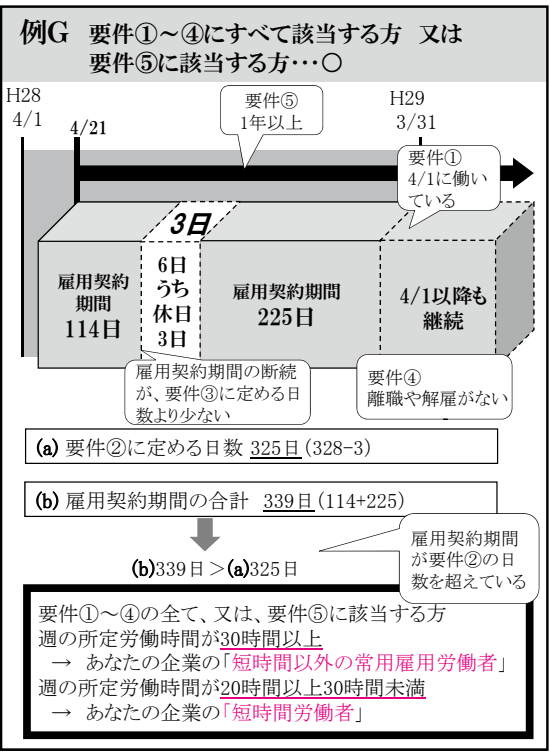 例G 要件①~④にすべて該当する方 又は
要件⑤に該当する方・・・○
H28
4/1
4/21
要件⑤
1年以上
H29
3/31
要件①
4/1に働い
ている
3日
雇用契約
期間
114日
6日
うち
休日
3日
雇用契約期間
225日
4/1以降も
継続
雇用契約期間の断続
が、要件③に定める日
数より少ない
要件④
離職や解雇がない
(a) 要件②に定める日数 325日(328-3)
(b) 雇用契約期間の合計 339日(114+225)
(b)339日>(a)325日
雇用契約期間
が要件②の日
数を超えている
要件①~④の全て、又は、要件⑤に該当する方
週の所定労働時間が30時間以上
→ あなたの企業の「短時間以外の常用雇用労働者」
週の所定労働時間が20時間以上30時間未満
→ あなたの企業の「短時間労働者」